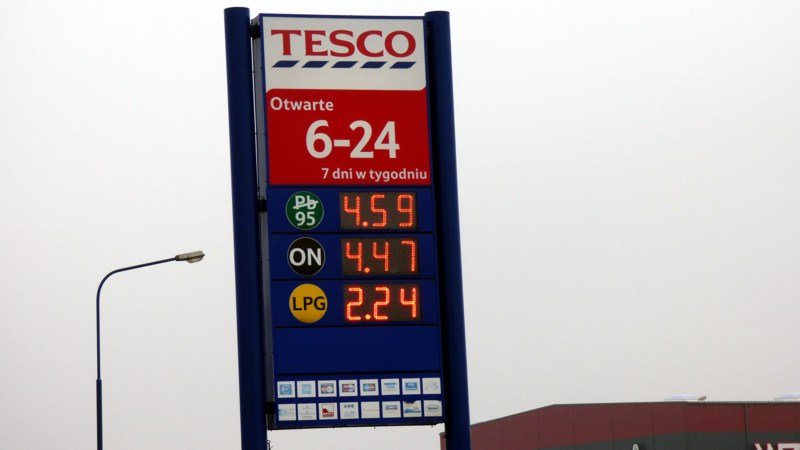 TESCO
Otwarte
6-24
7 dni w tygodniu
Pb 95 4.59
ON 4.47
LPG 2.24